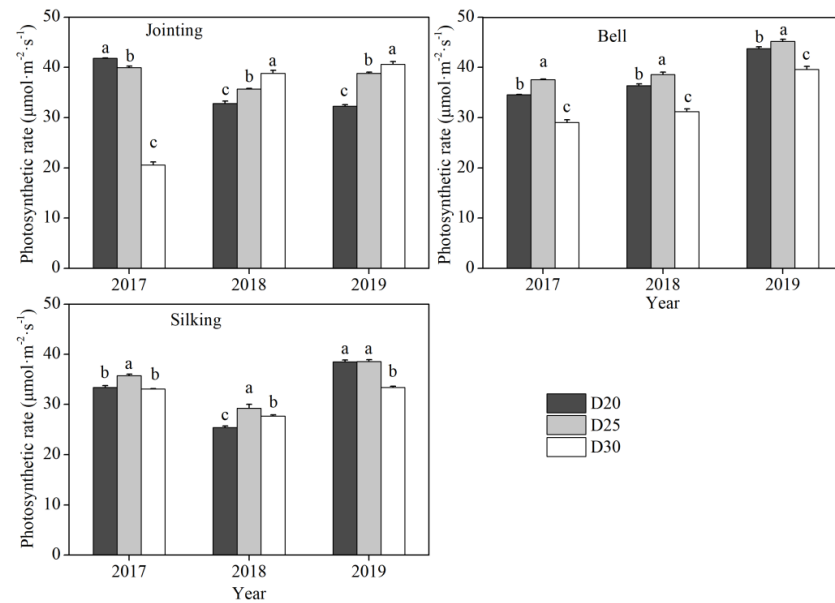 Jointing
Photosynthetic rate (μmol·m⁻²·s⁻¹)
50
40
30
20
10
0
a b c
c b a
c b a
2017 2018 2019
Bell
Photosynthetic rate (μmol·m⁻²·s⁻¹)
50
40
30
20
10
0
b a c
b a c
b a c
2017 2018 2019
Year
Silking
Photosynthetic rate (μmol·m⁻²·s⁻¹)
50
40
30
20
10
0
b a b
c a b
a a b
2017 2018 2019
Year
D20
D25
D30